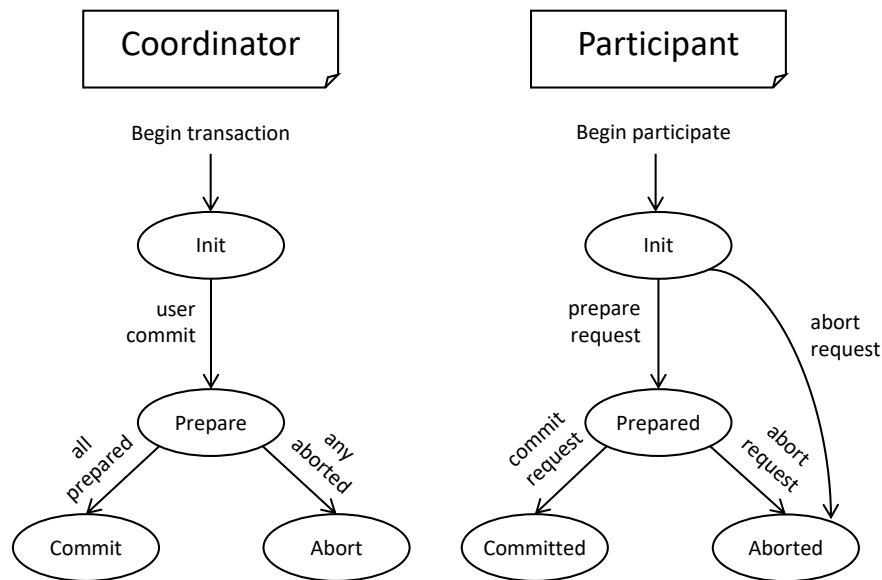 Coordinator
Begin transaction
Init
user
commit
Prepare
all
prepared
any
aborted
Commit
Abort
Participant
Begin participate
Init
prepare
request
abort
request
Prepared
commit
request
abort
request
Committed
Aborted